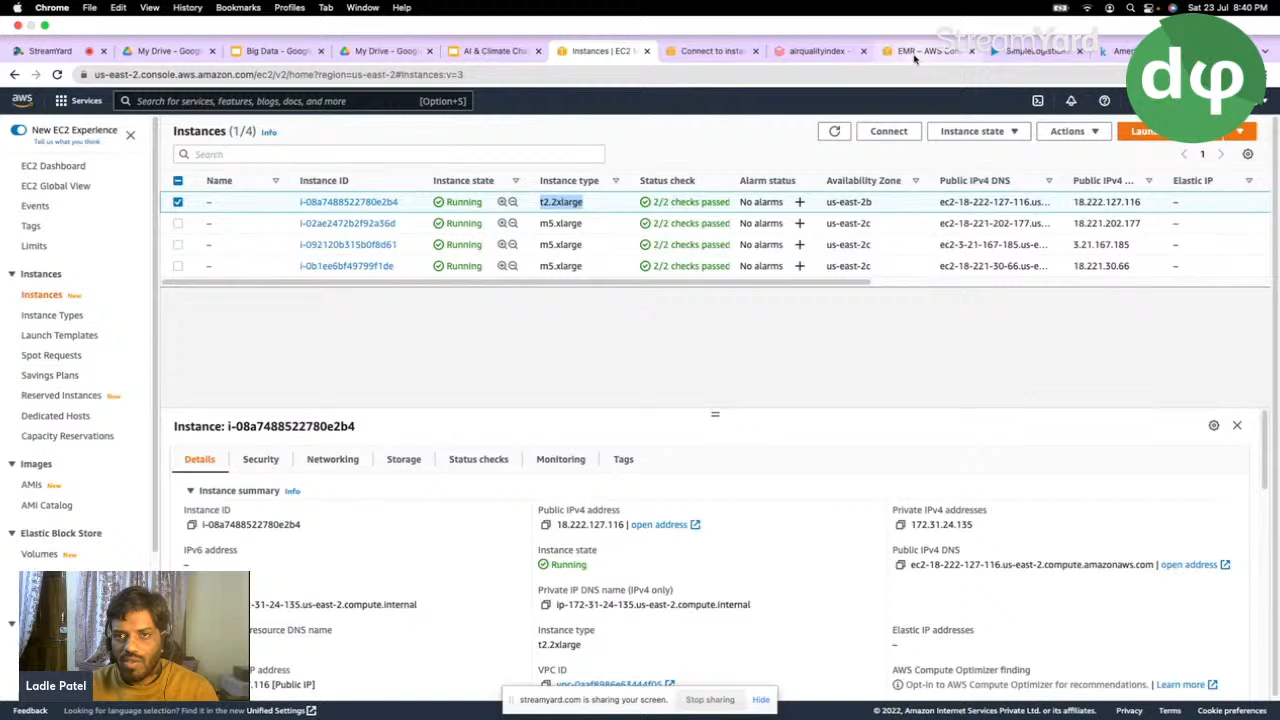 Chrome File Edit View History Bookmarks Profiles Tab Window Help Sat 23 Jul 8:40 PM
StreamYard My Drive - Goog Big Data - Google My Drive - Goog AI & Climate Cha Instances | EC2 M Connect to insta airqualityindex - EMR – AWS Con SimpleLogistic Amer
StreamYard
us-east-2.console.aws.amazon.com/ec2/v2/home?region=us-east-2#Instances:v=3
dφ
aws Services Search for services, features, blogs, docs, and more [Option+S]
New EC2 Experience
Tell us what you think
EC2 Dashboard
EC2 Global View
Events
Tags
Limits
Instances
Instances New
Instance Types
Launch Templates
Spot Requests
Savings Plans
Reserved Instances New
Dedicated Hosts
Capacity Reservations
Images
AMIs New
AMI Catalog
Elastic Block Store
Volumes New
Instances (1/4) Info Connect Instance state Actions
Search 1
Name Instance ID Instance state Instance type Status check Alarm status Availability Zone Public IPv4 DNS Public IPv4 ... Elastic IP
– i-08a7488522780e2b4 Running t2.2xlarge 2/2 checks passed No alarms us-east-2b ec2-18-222-127-116.us... 18.222.127.116 –
– i-02ae2472b2f92a36d Running m5.xlarge 2/2 checks passed No alarms us-east-2c ec2-18-221-202-177.us... 18.221.202.177 –
– i-092120b315b0f8d61 Running m5.xlarge 2/2 checks passed No alarms us-east-2c ec2-3-21-167-185.us-e... 3.21.167.185 –
– i-0b1ee6bf49799f1de Running m5.xlarge 2/2 checks passed No alarms us-east-2c ec2-18-221-30-66.us-e... 18.221.30.66 –
Instance: i-08a7488522780e2b4
Details Security Networking Storage Status checks Monitoring Tags
Instance summary Info
Instance ID
i-08a7488522780e2b4
Public IPv4 address
18.222.127.116 | open address
Private IPv4 addresses
172.31.24.135
IPv6 address
–
Instance state
Running
Public IPv4 DNS
ec2-18-222-127-116.us-east-2.compute.amazonaws.com | open address
-31-24-135.us-east-2.compute.internal
Private IP DNS name (IPv4 only)
ip-172-31-24-135.us-east-2.compute.internal
resource DNS name
Instance type
t2.2xlarge
Elastic IP addresses
–
IP address
.116 [Public IP]
VPC ID
vpc-0aaf8986e63444f05
AWS Compute Optimizer finding
Opt-in to AWS Compute Optimizer for recommendations. | Learn more
Ladle Patel
streamyard.com is sharing your screen. Stop sharing Hide
Feedback Looking for language selection? Find it in the new Unified Settings © 2022, Amazon Internet Services Private Ltd. or its affiliates. Privacy Terms Cookie preferences